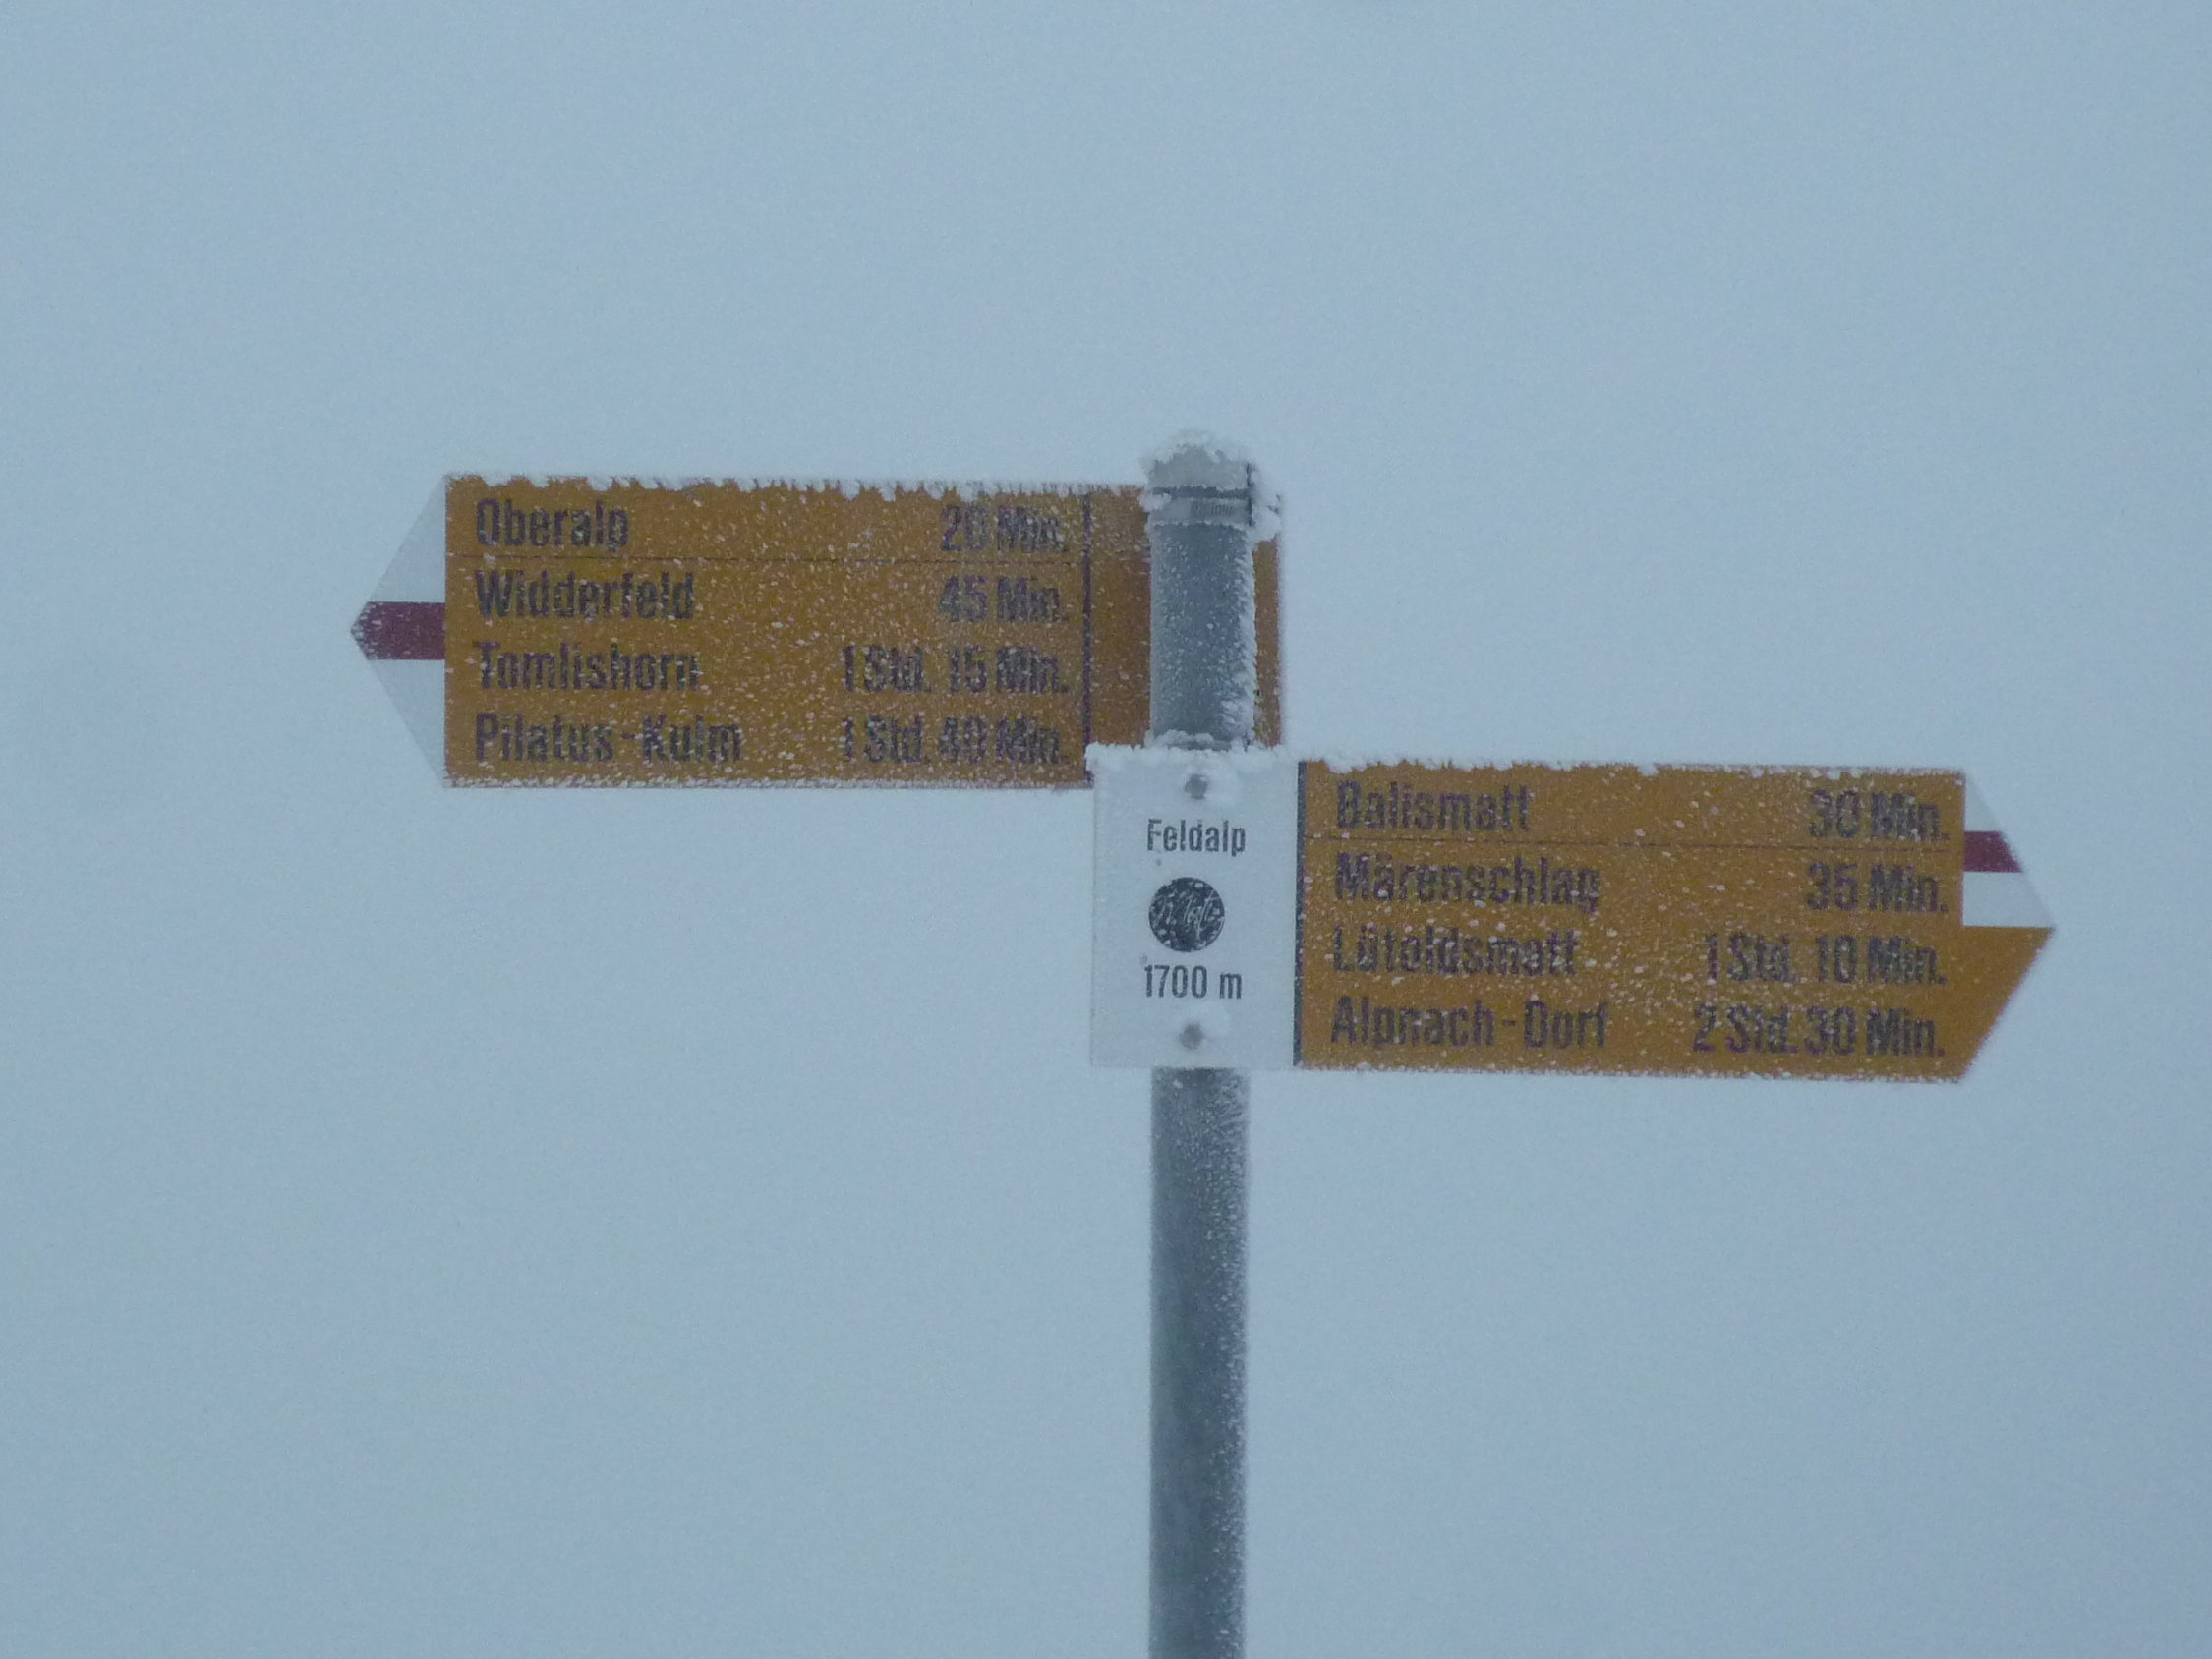 Oberalp 20 Min.
Widderfeld 45 Min.
Tomlishorn 1 Std. 15 Min.
Pilatus-Kulm 1 Std. 40 Min.
Feldalp
1700 m
Balismatt 30 Min.
Märenschlag 35 Min.
Lütoldsmatt 1 Std. 10 Min.
Alpnach-Dorf 2 Std. 30 Min.